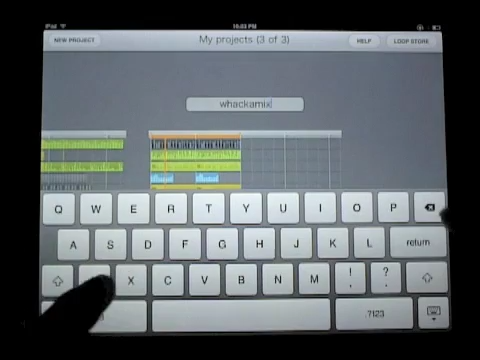 iPad 10:03 PM
NEW PROJECT My projects (3 of 3) HELP LOOP STORE
whackamix
Q W E R T Y U I O P
A S D F G H J K L return
X C V B N M ! , ? .
.?123